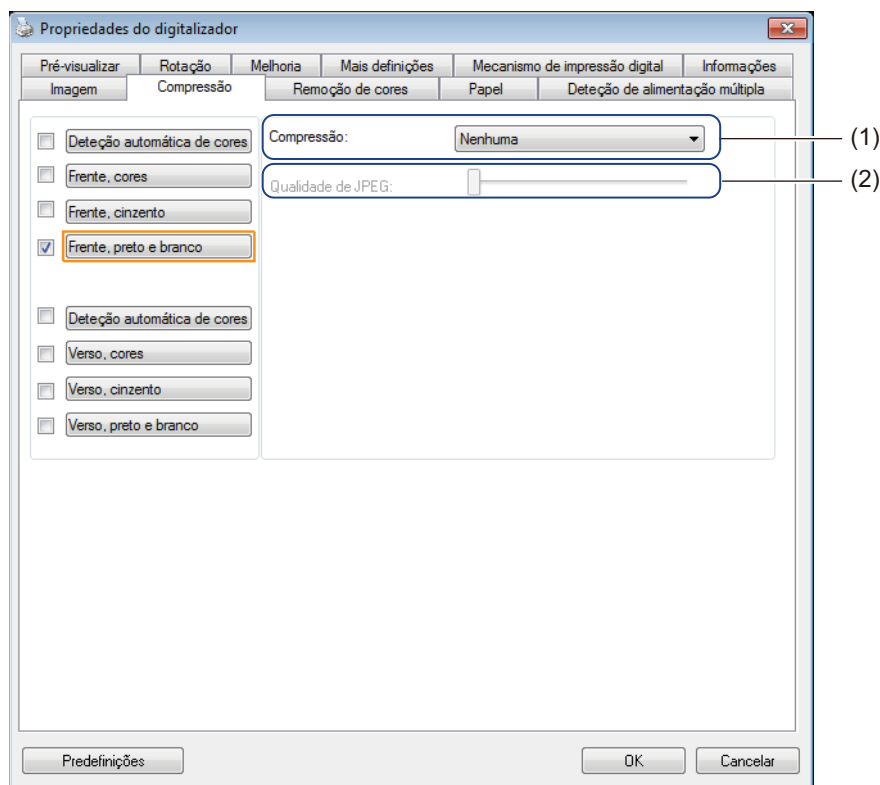 Propriedades do digitalizador
Pré-visualizar Rotação Melhoria Mais definições Mecanismo de impressão digital Informações
Imagem Compressão Remoção de cores Papel Deteção de alimentação múltipla
Deteção automática de cores
Frente, cores
Frente, cinzento
Frente, preto e branco
Deteção automática de cores
Verso, cores
Verso, cinzento
Verso, preto e branco
Compressão: Nenhuma (1)
Qualidade de JPEG: (2)
Predefinições OK Cancelar